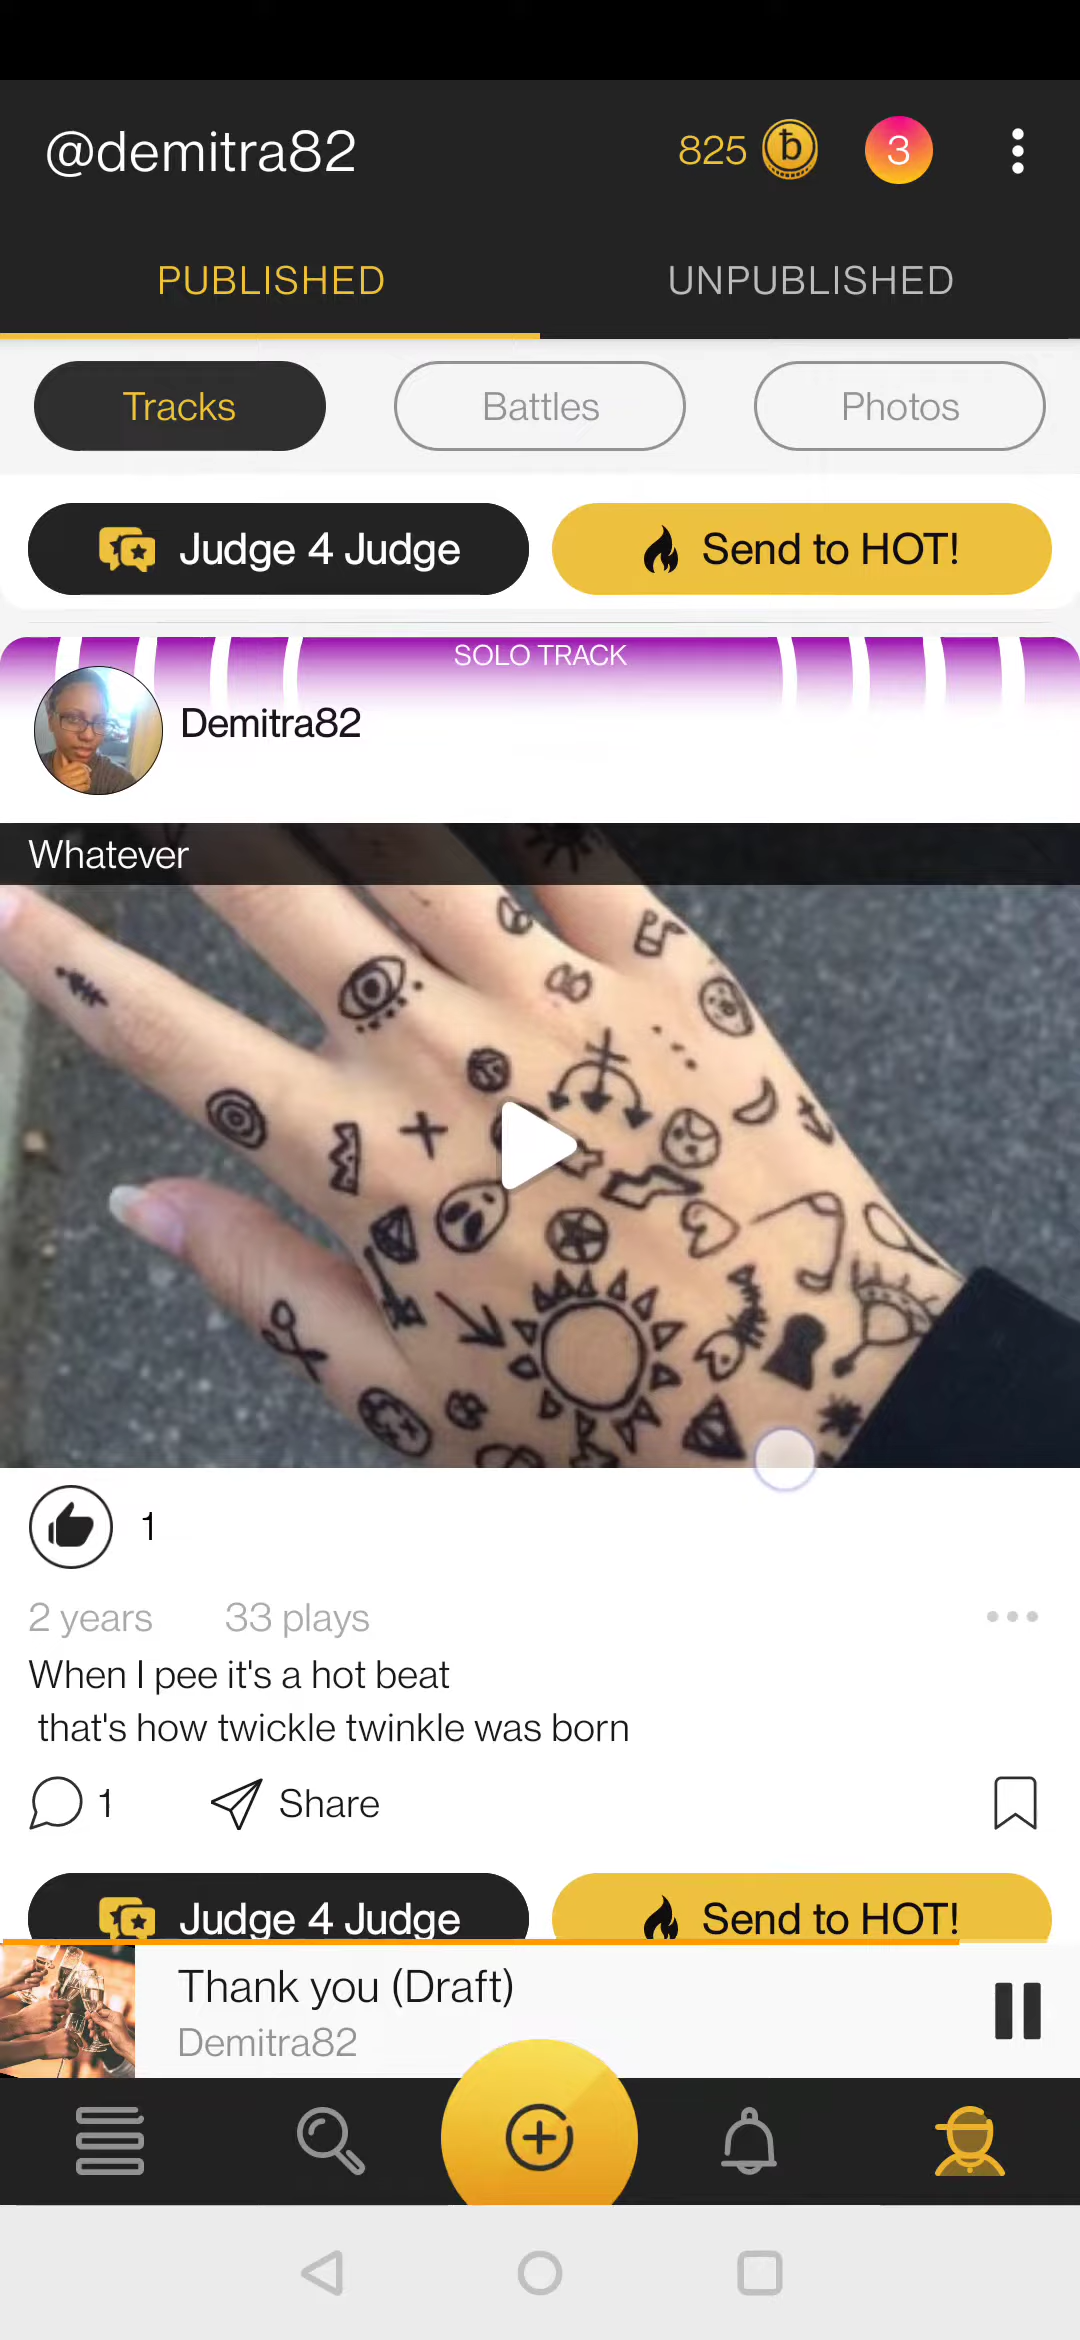 @demitra82
825
3
PUBLISHED
UNPUBLISHED
Tracks
Battles
Photos
Judge 4 Judge
Send to HOT!
SOLO TRACK
Demitra82
Whatever
1
2 years
33 plays
When I pee it's a hot beat
that's how twickle twinkle was born
1
Share
Judge 4 Judge
Send to HOT!
Thank you (Draft)
Demitra82